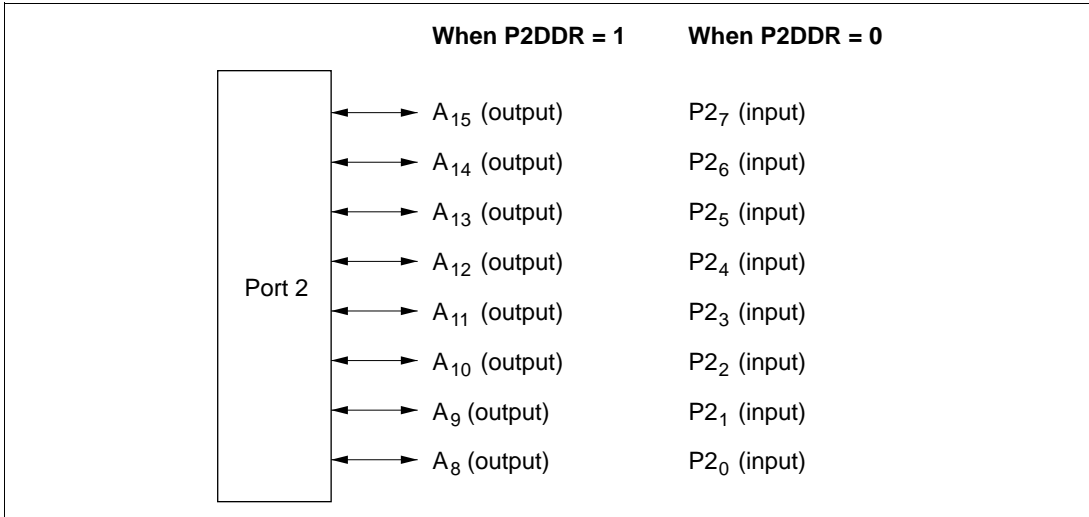 When P2DDR = 1 When P2DDR = 0
A15 (output) P27 (input)
A14 (output) P26 (input)
A13 (output) P25 (input)
A12 (output) P24 (input)
Port 2
A11 (output) P23 (input)
A10 (output) P22 (input)
A9 (output) P21 (input)
A8 (output) P20 (input)